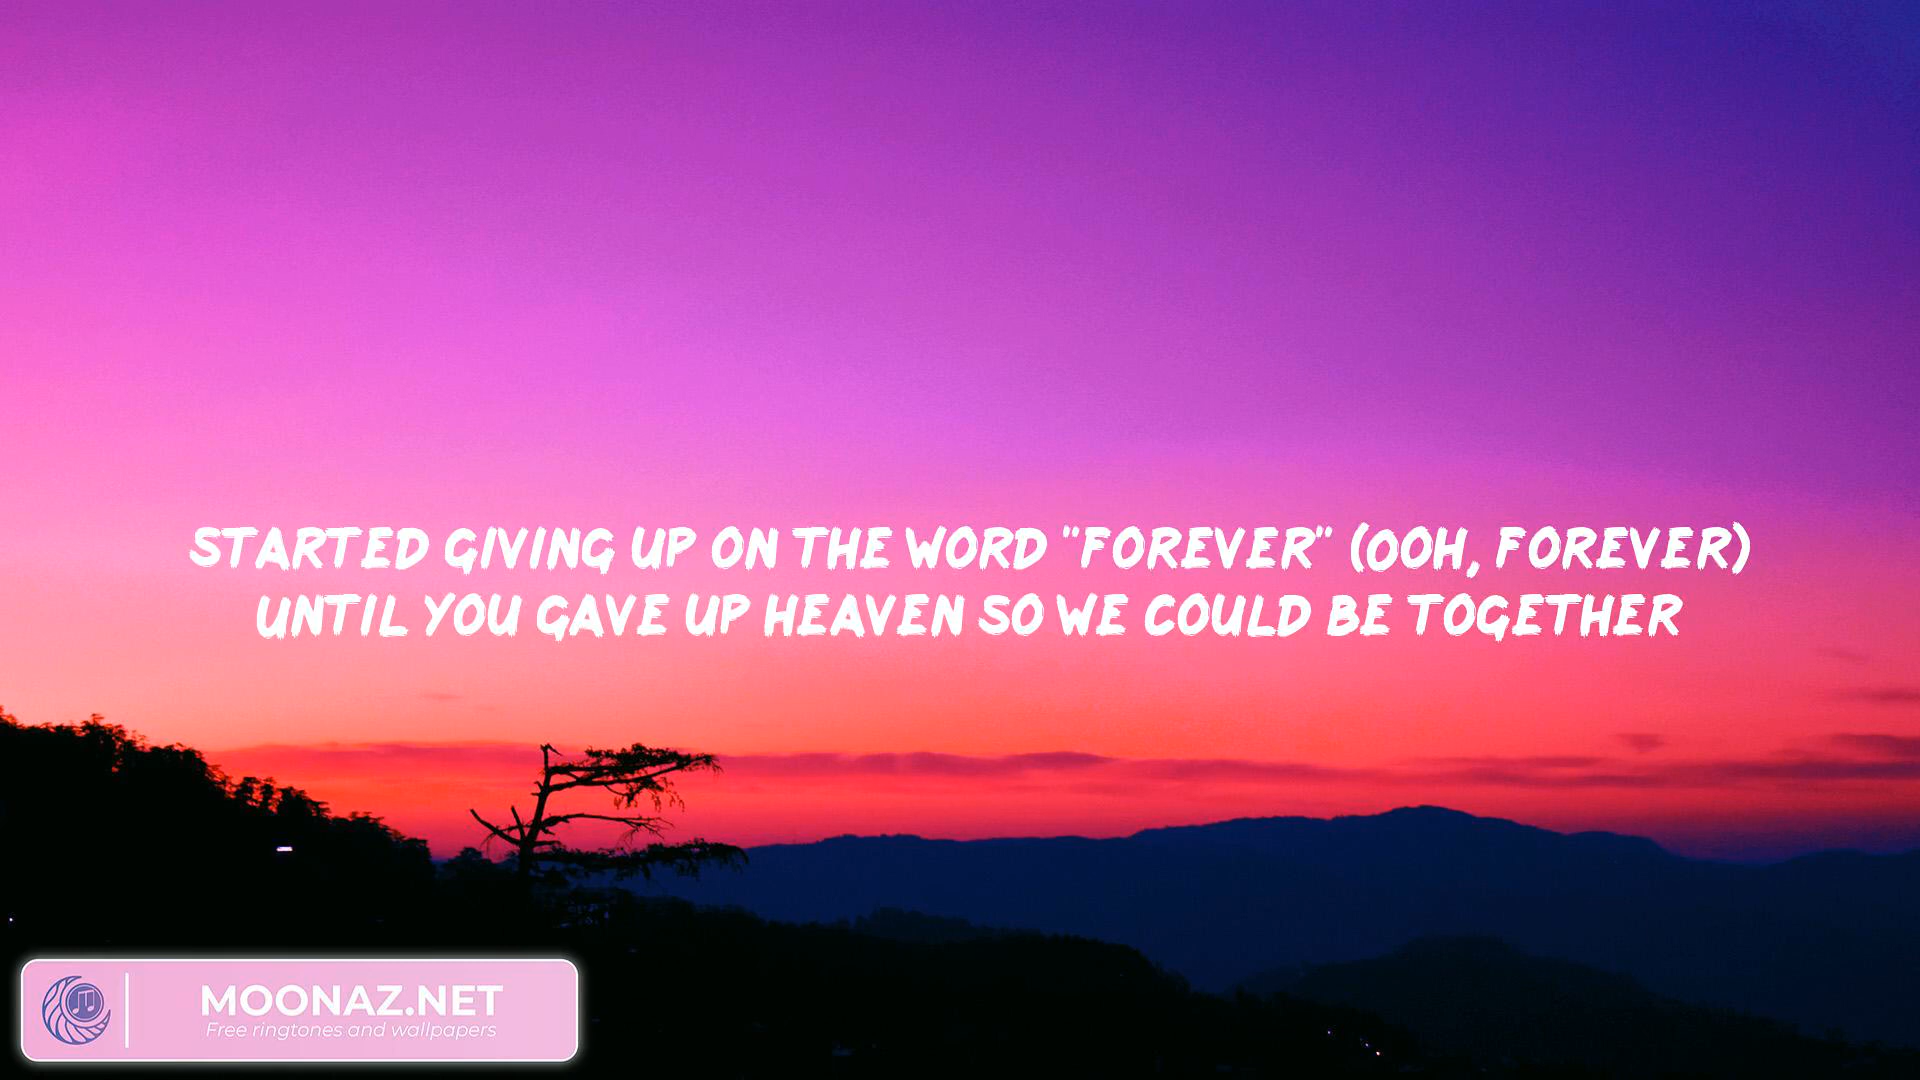 STARTED GIVING UP ON THE WORD "FOREVER" (OOH, FOREVER)
UNTIL YOU GAVE UP HEAVEN SO WE COULD BE TOGETHER
MOONAZ.NET
Free ringtones and wallpapers